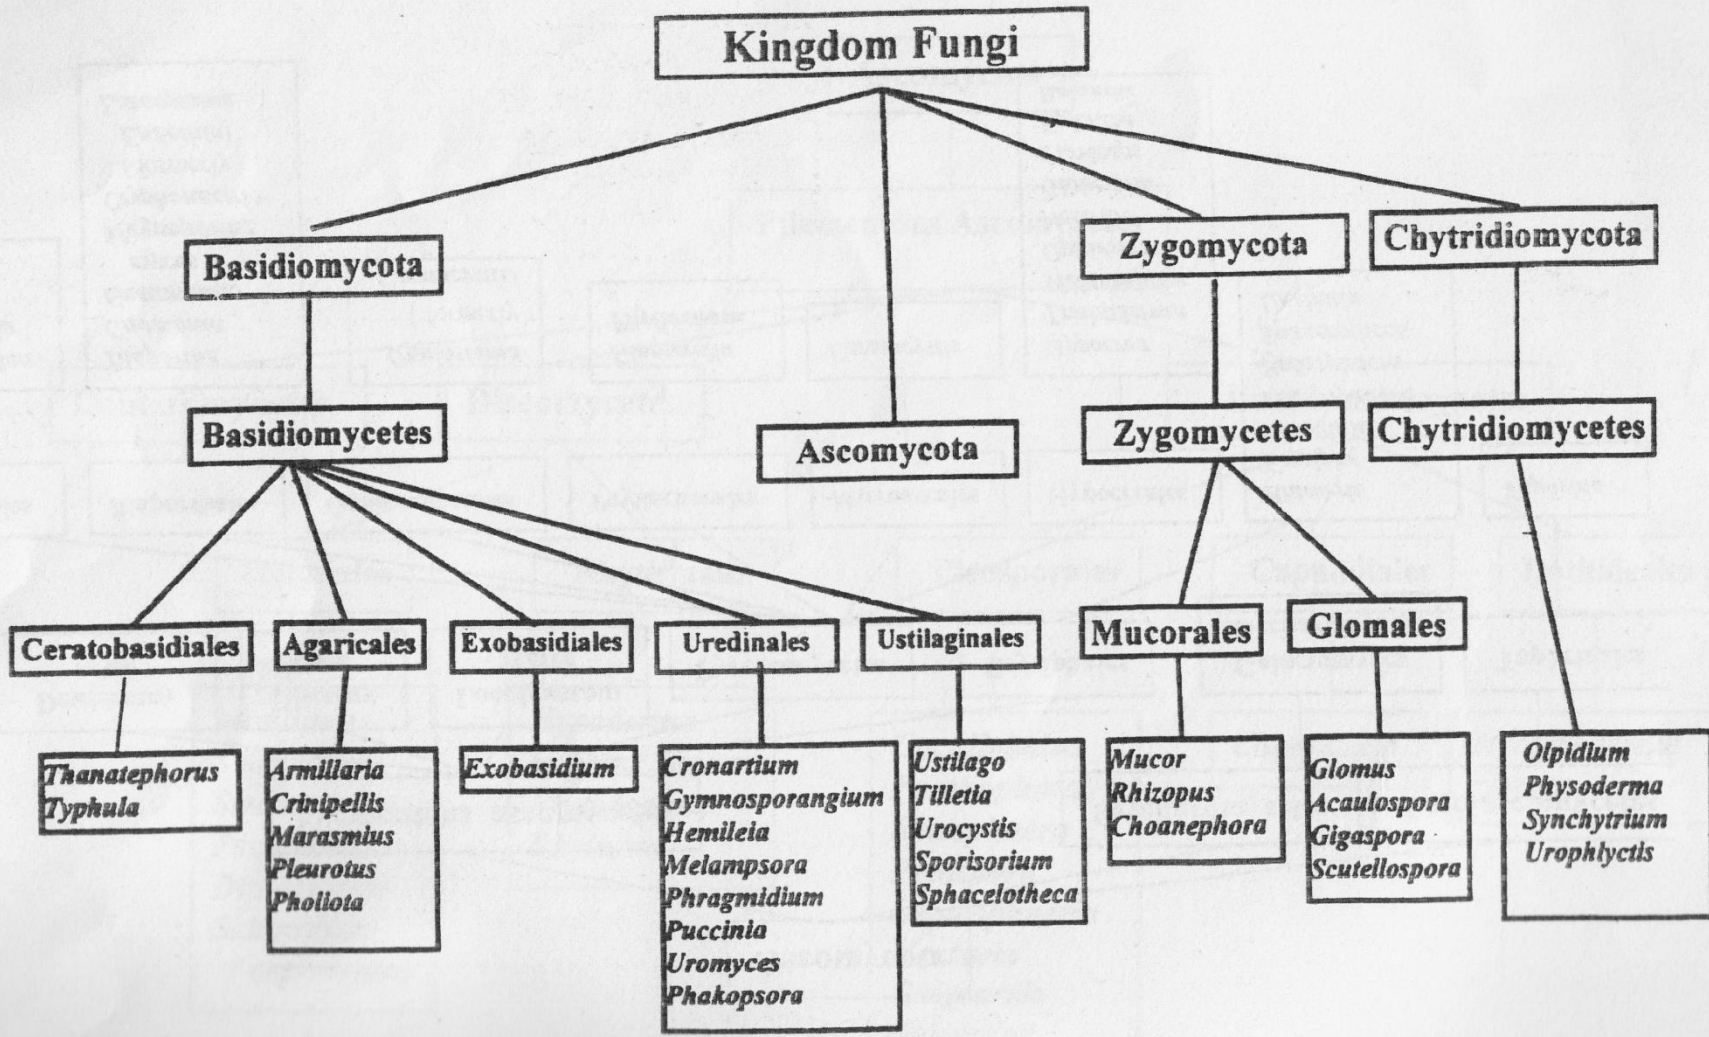 Kingdom Fungi
Basidiomycota
Zygomycota
Chytridiomycota
Basidiomycetes
Ascomycota
Zygomycetes
Chytridiomycetes
Ceratobasidiales
Agaricales
Exobasidiales
Uredinales
Ustilaginales
Mucorales
Glomales
Thanatephorus
Typhula
Armillaria
Crinipellis
Marasmius
Pleurotus
Pholiota
Exobasidium
Cronartium
Gymnosporangium
Hemileia
Melampsora
Phragmidium
Puccinia
Uromyces
Phakopsora
Ustilago
Tilletia
Urocystis
Sporisorium
Sphacelotheca
Mucor
Rhizopus
Choanephora
Glomus
Acaulospora
Gigaspora
Scutellospora
Olpidium
Physoderma
Synchytrium
Urophlyctis